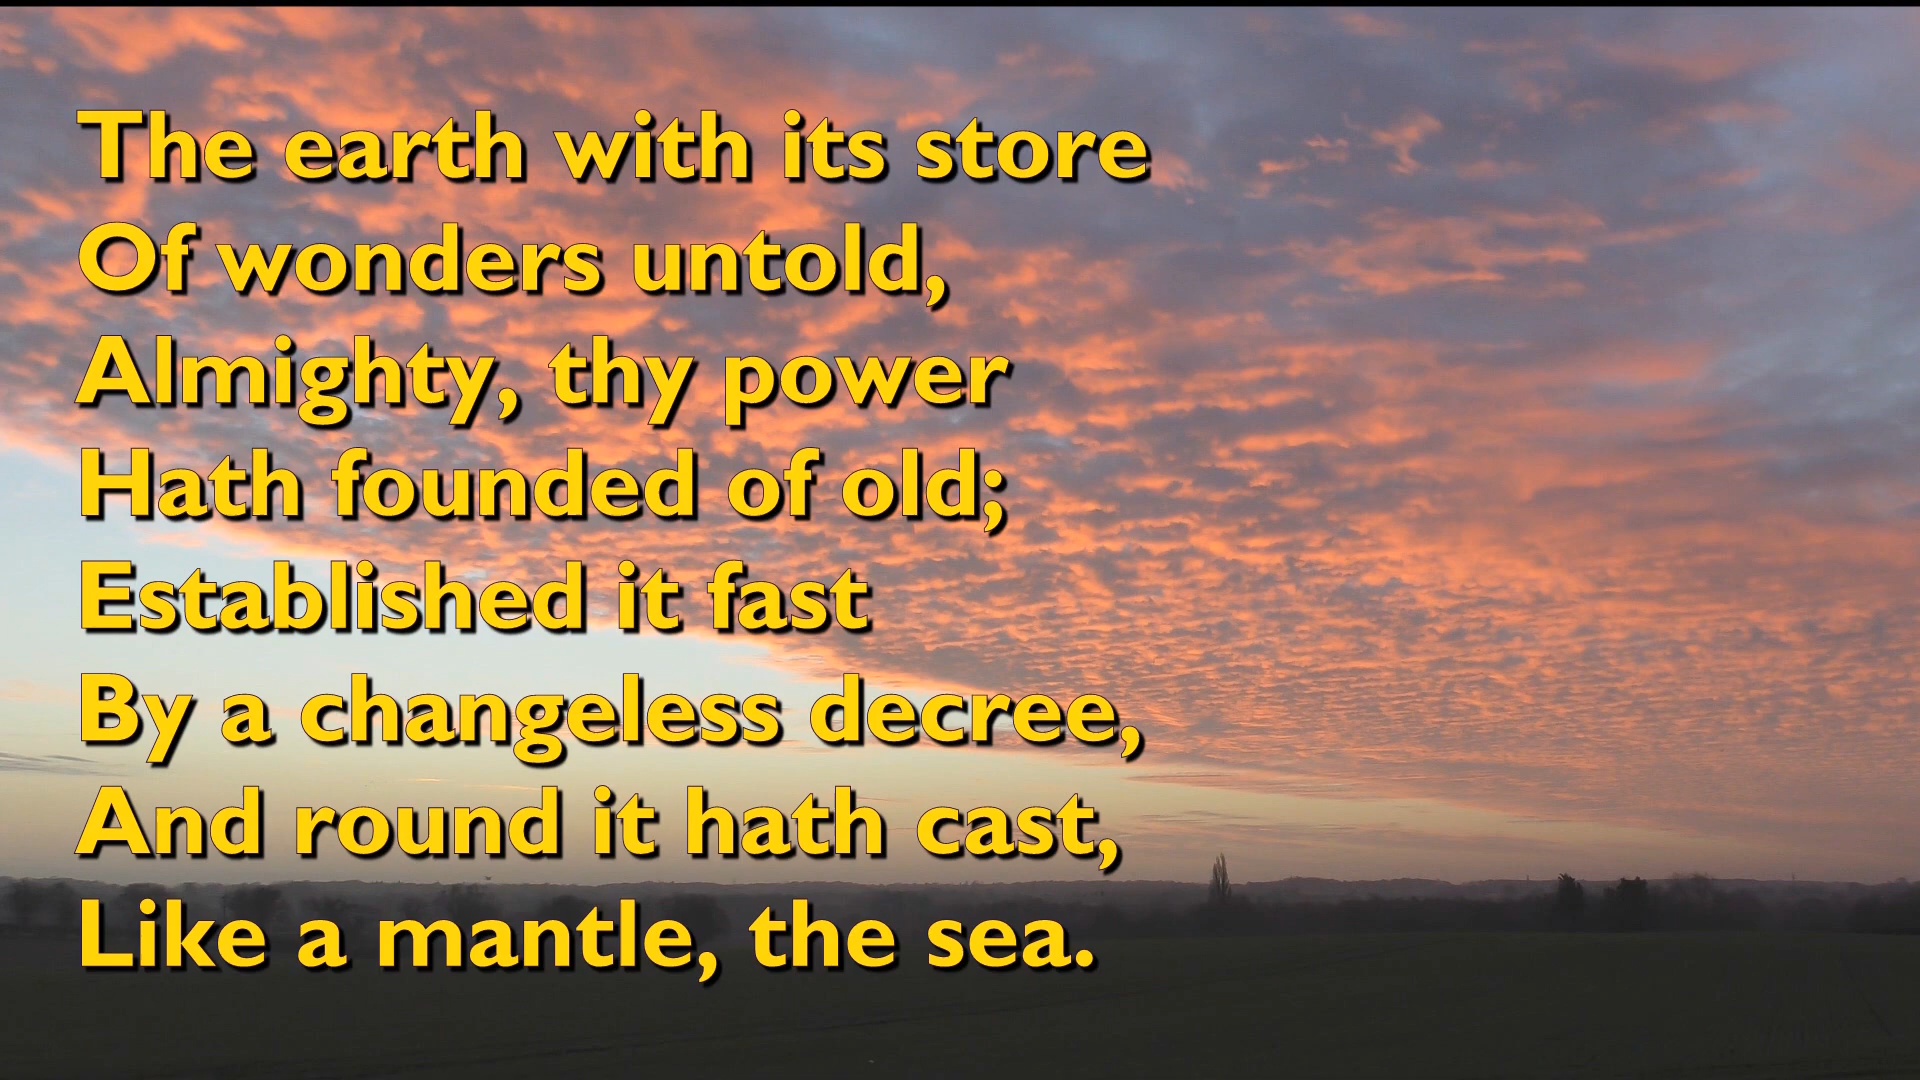 The earth with its store
Of wonders untold,
Almighty, thy power
Hath founded of old;
Established it fast
By a changeless decree,
And round it hath cast,
Like a mantle, the sea.